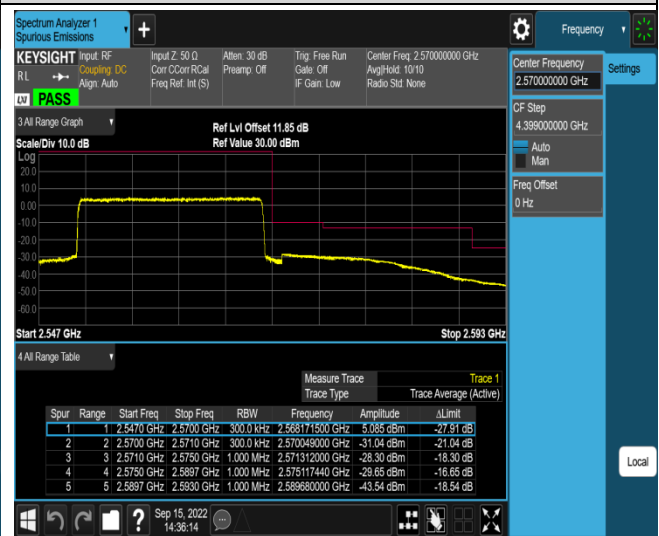 Spectrum Analyzer 1
Spurious Emissions
+
Frequency
KEYSIGHT Input: RF Input Z: 50 Ω Atten: 30 dB Trig: Free Run Center Freq: 2.570000000 GHz
R L Coupling: DC Corr CCorr RCal Preamp: Off Gate: Off Avg|Hold: 10/10
Align: Auto Freq Ref: Int (S) IF Gain: Low Radio Std: None
LXI PASS
Center Frequency
2.570000000 GHz
Settings
CF Step
4.399000000 GHz
Auto
Man
Freq Offset
0 Hz
3 All Range Graph
Ref Lvl Offset 11.85 dB
Scale/Div 10.0 dB Ref Value 30.00 dBm
Log
20.0
10.0
0.00
-10.0
-20.0
-30.0
-40.0
-50.0
-60.0
Start 2.547 GHz Stop 2.593 GHz
4 All Range Table
Measure Trace Trace 1
Trace Type Trace Average (Active)
Spur Range Start Freq Stop Freq RBW Frequency Amplitude ΔLimit
1 1 2.5470 GHz 2.5700 GHz 300.0 kHz 2.568171500 GHz 5.085 dBm -27.91 dB
2 2 2.5700 GHz 2.5710 GHz 300.0 kHz 2.570049000 GHz -31.04 dBm -21.04 dB
3 3 2.5710 GHz 2.5750 GHz 1.000 MHz 2.571312000 GHz -28.30 dBm -18.30 dB
4 4 2.5750 GHz 2.5897 GHz 1.000 MHz 2.575117440 GHz -29.65 dBm -16.65 dB
5 5 2.5897 GHz 2.5930 GHz 1.000 MHz 2.589680000 GHz -43.54 dBm -18.54 dB
Local
? Sep 15, 2022
14:36:14